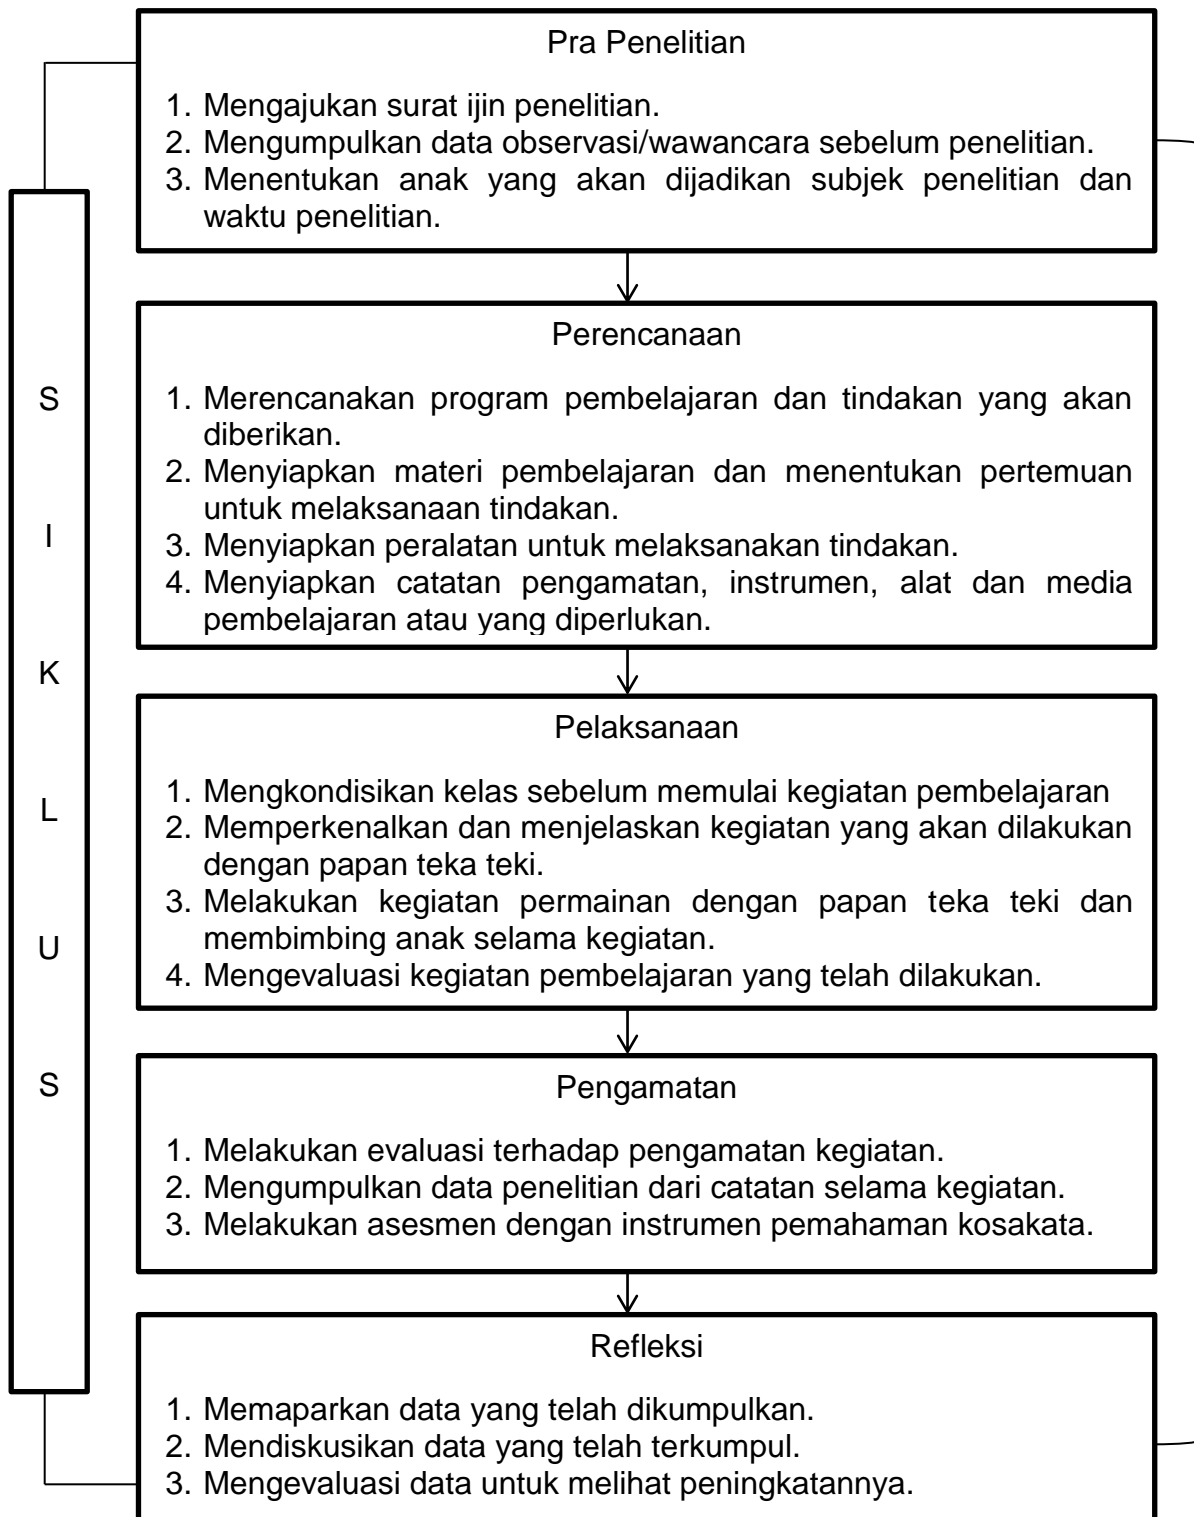 Pra Penelitian
1. Mengajukan surat ijin penelitian.
2. Mengumpulkan data observasi/wawancara sebelum penelitian.
3. Menentukan anak yang akan dijadikan subjek penelitian dan
waktu penelitian.
S
I
K
L
U
S
Perencanaan
1. Merencanakan program pembelajaran dan tindakan yang akan
diberikan.
2. Menyiapkan materi pembelajaran dan menentukan pertemuan
untuk melaksanaan tindakan.
3. Menyiapkan peralatan untuk melaksanakan tindakan.
4. Menyiapkan catatan pengamatan, instrumen, alat dan media
pembelajaran atau yang diperlukan.
Pelaksanaan
1. Mengkondisikan kelas sebelum memulai kegiatan pembelajaran
2. Memperkenalkan dan menjelaskan kegiatan yang akan dilakukan
dengan papan teka teki.
3. Melakukan kegiatan permainan dengan papan teka teki dan
membimbing anak selama kegiatan.
4. Mengevaluasi kegiatan pembelajaran yang telah dilakukan.
Pengamatan
1. Melakukan evaluasi terhadap pengamatan kegiatan.
2. Mengumpulkan data penelitian dari catatan selama kegiatan.
3. Melakukan asesmen dengan instrumen pemahaman kosakata.
Refleksi
1. Memaparkan data yang telah dikumpulkan.
2. Mendiskusikan data yang telah terkumpul.
3. Mengevaluasi data untuk melihat peningkatannya.